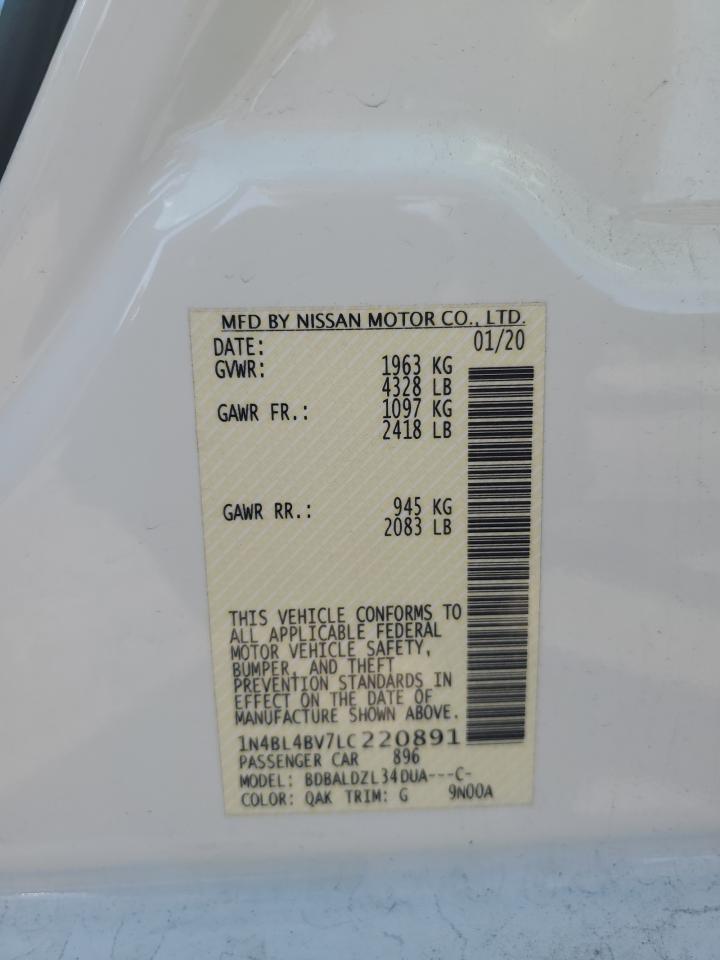 MFD BY NISSAN MOTOR CO., LTD.
DATE: 01/20
GVWR: 1963 KG
4328 LB
GAWR FR.: 1097 KG
2418 LB
GAWR RR.: 945 KG
2083 LB
THIS VEHICLE CONFORMS TO
ALL APPLICABLE FEDERAL
MOTOR VEHICLE SAFETY,
BUMPER, AND THEFT
PREVENTION STANDARDS IN
EFFECT ON THE DATE OF
MANUFACTURE SHOWN ABOVE.
1N4BL4BV7LC220891
PASSENGER CAR 896
MODEL: BDBALDZL34DUA---C-
COLOR: QAK TRIM: G 9N00A